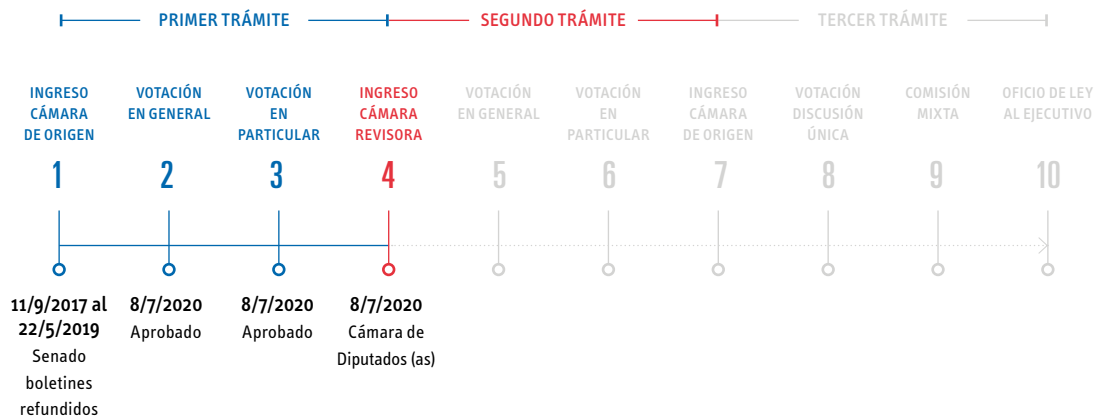 PRIMER TRÁMITE
SEGUNDO TRÁMITE
TERCER TRÁMITE
INGRESO
CÁMARA
DE ORIGEN
1
VOTACIÓN
EN GENERAL
2
VOTACIÓN
EN
PARTICULAR
3
INGRESO
CÁMARA
REVISORA
4
VOTACIÓN
EN GENERAL
5
VOTACIÓN
EN
PARTICULAR
6
INGRESO
CÁMARA
DE ORIGEN
7
VOTACIÓN
DISCUSIÓN
ÚNICA
8
COMISIÓN
MIXTA
9
OFICIO DE LEY
AL EJECUTIVO
10
11/9/2017 al
22/5/2019
Senado
boletines
refundidos
8/7/2020
Aprobado
8/7/2020
Aprobado
8/7/2020
Cámara de
Diputados (as)